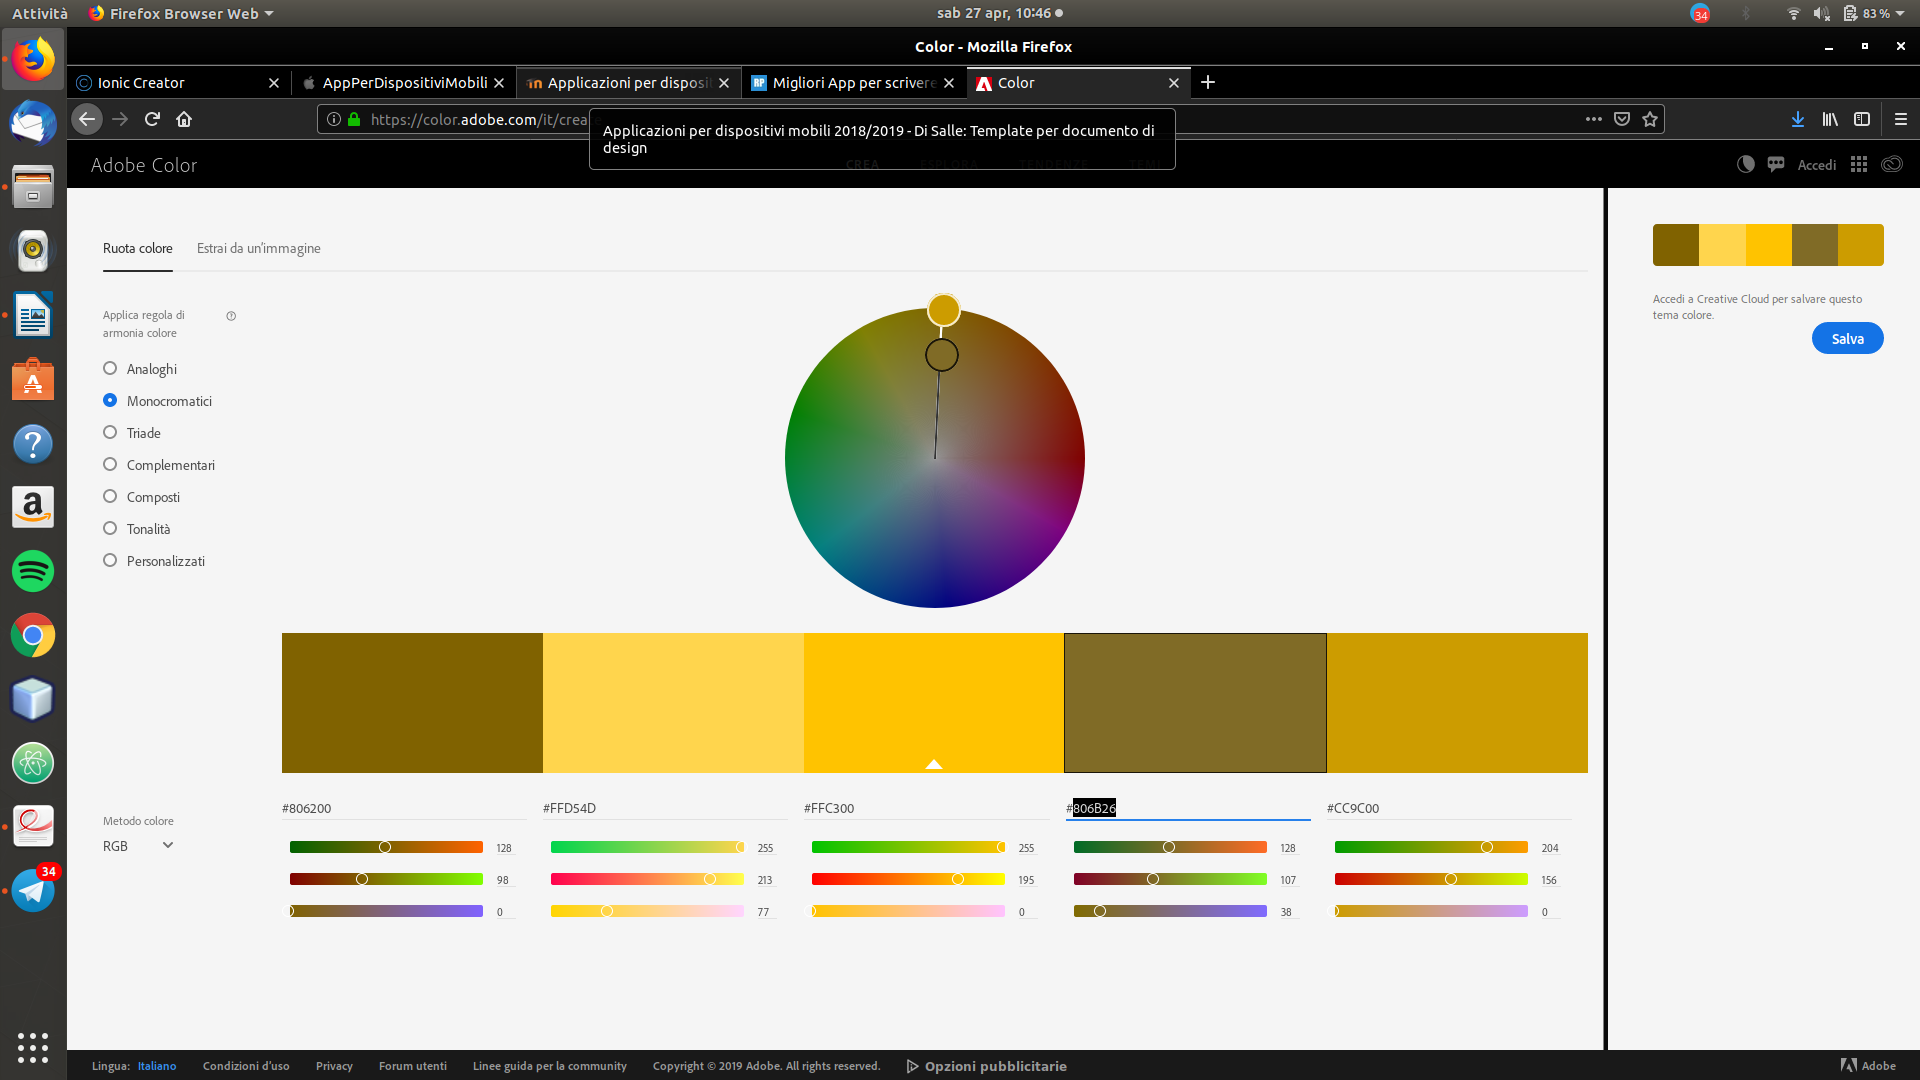 Attività
Firefox Browser Web
sab 27 apr, 10:46
34
83 %
Color - Mozilla Firefox
Ionic Creator
AppPerDispositiviMobili
Applicazioni per disposit
Migliori App per scrivere
Color
https://color.adobe.com/it/crea
Applicazioni per dispositivi mobili 2018/2019 - Di Salle: Template per documento di
design
Adobe Color
CREA
ESPLORA
TENDENZE
TEMI
Accedi
Ruota colore
Estrai da un'immagine
Applica regola di
armonia colore
Analoghi
Monocromatici
Triade
Complementari
Composti
Tonalità
Personalizzati
Accedi a Creative Cloud per salvare questo
tema colore.
Salva
#806200
#FFD54D
#FFC300
#806B26
#CC9C00
Metodo colore
RGB
128
255
255
128
204
98
213
195
107
156
0
77
0
38
0
34
Lingua: Italiano
Condizioni d'uso
Privacy
Forum utenti
Linee guida per la community
Copyright © 2019 Adobe. All rights reserved.
Opzioni pubblicitarie
Adobe